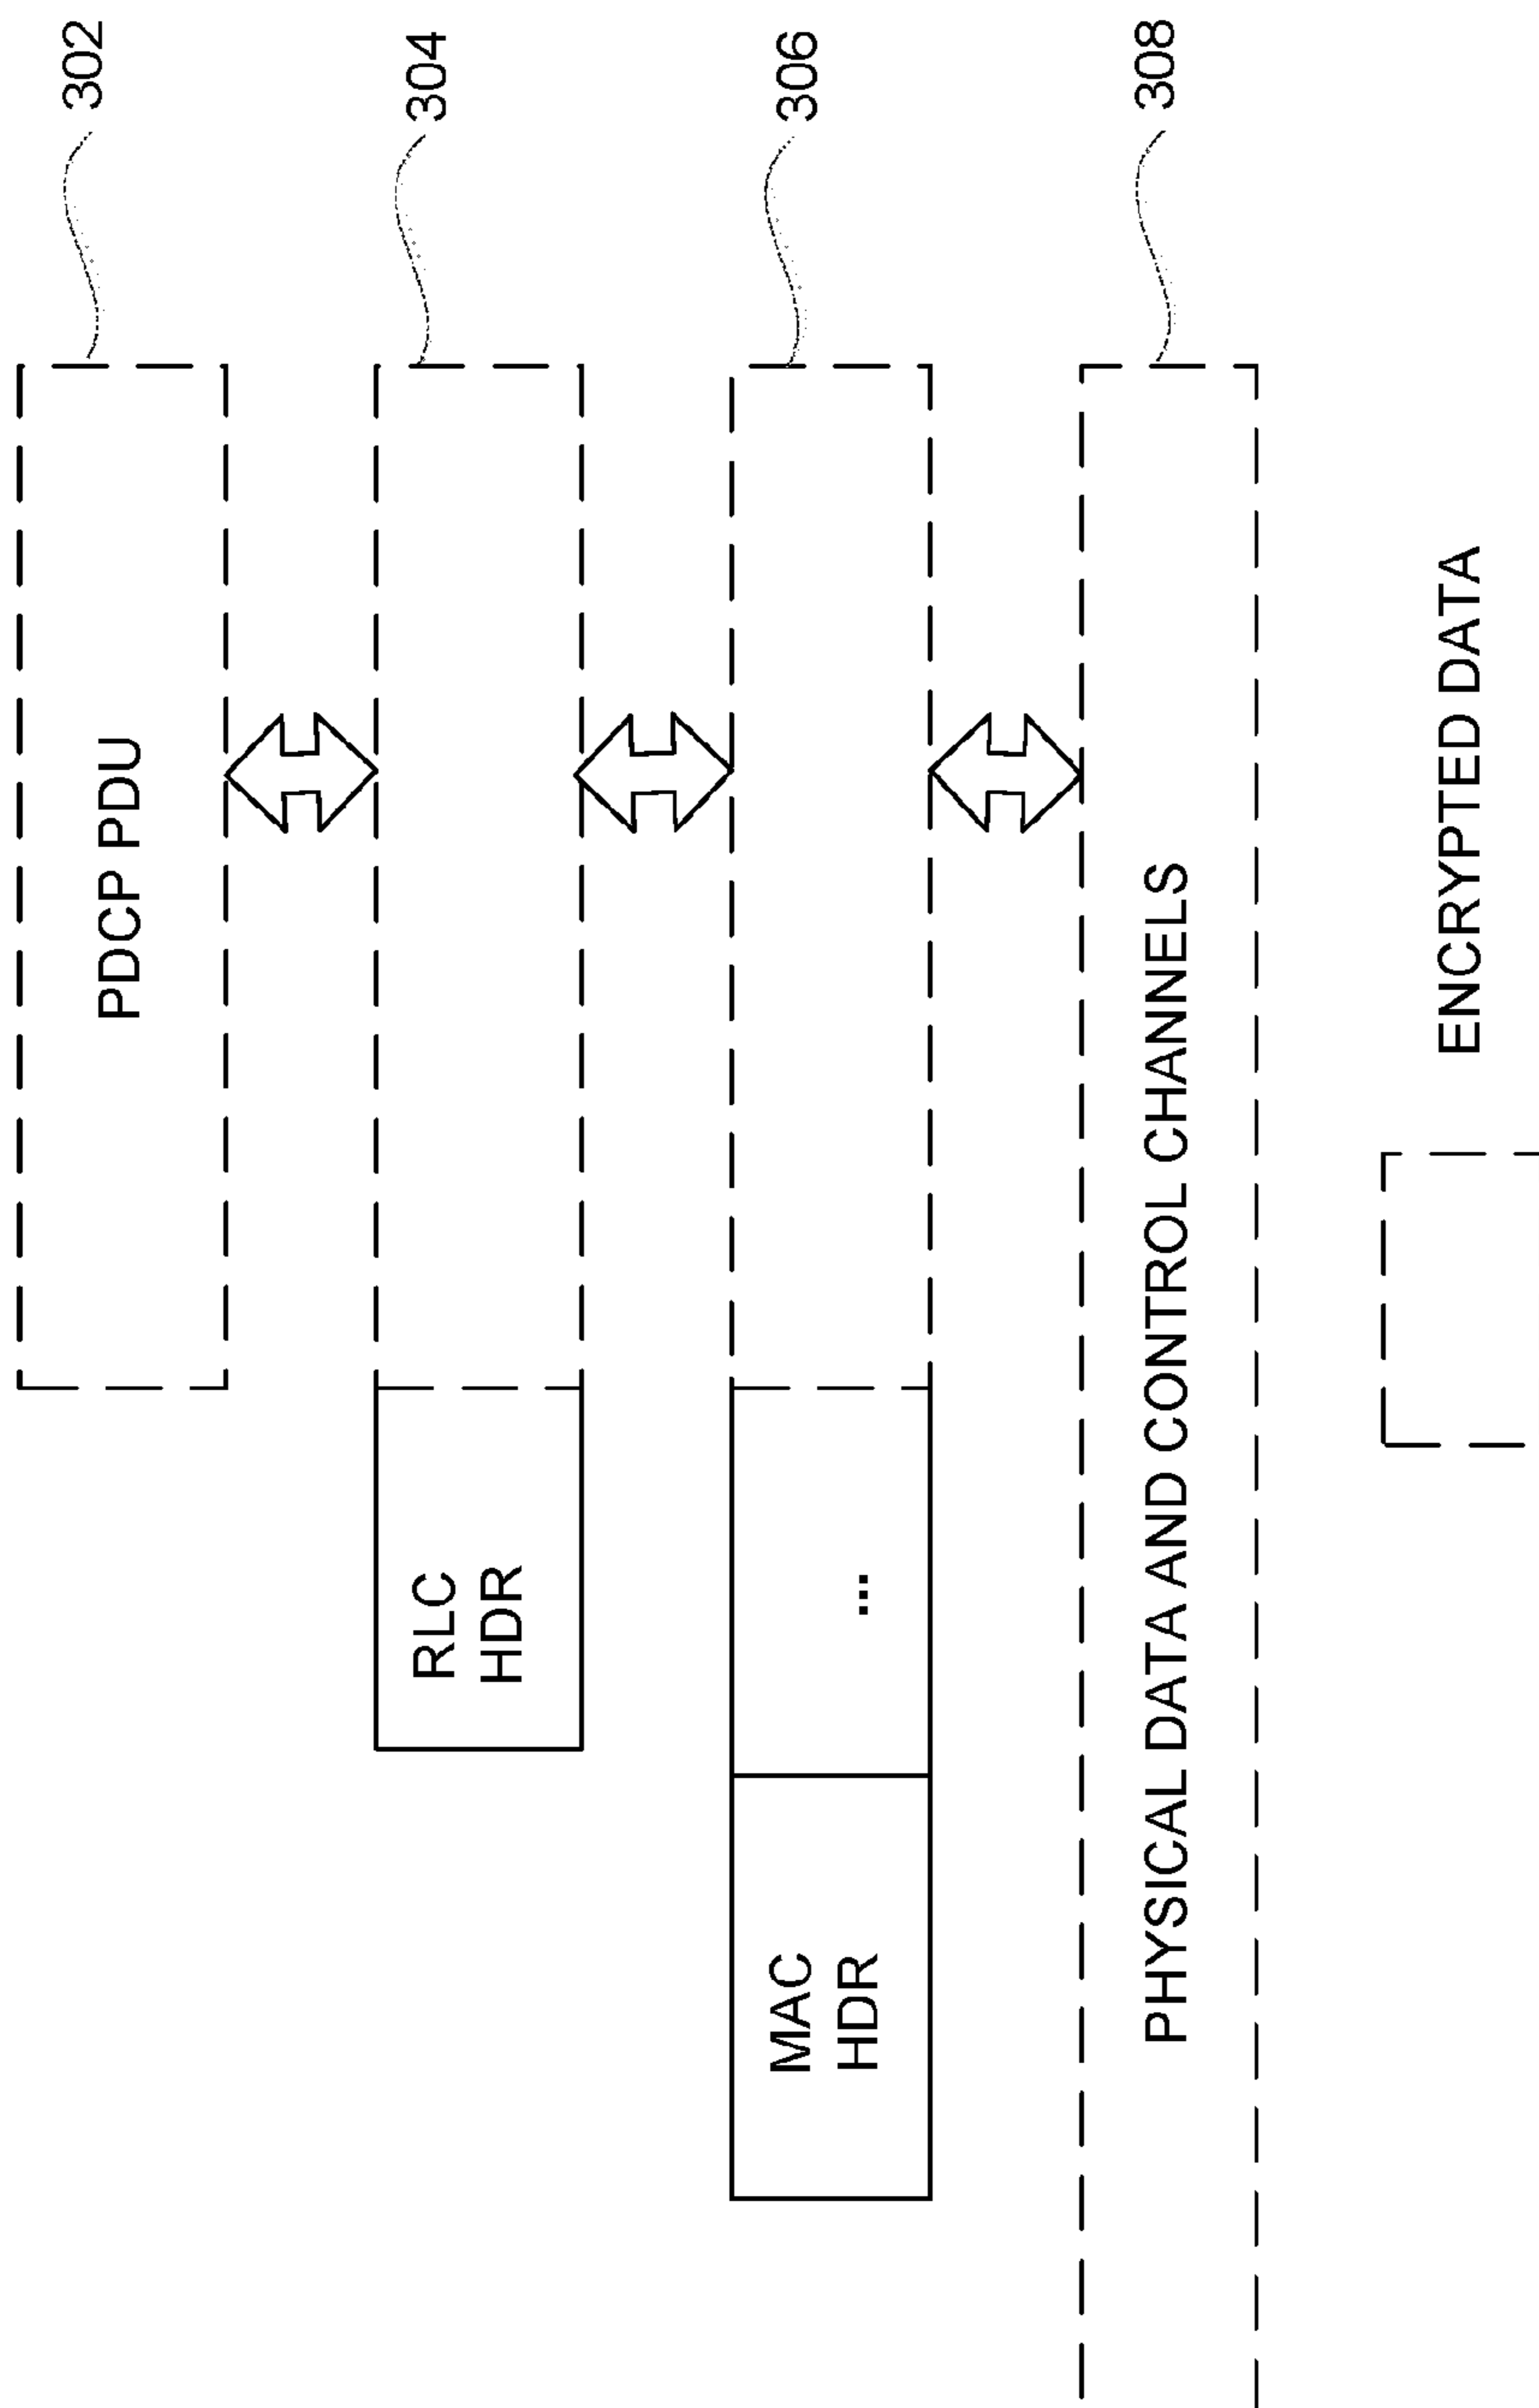 PDCP PDU
302
RLC
HDR
304
MAC
HDR
...
306
PHYSICAL DATA AND CONTROL CHANNELS
308
ENCRYPTED DATA